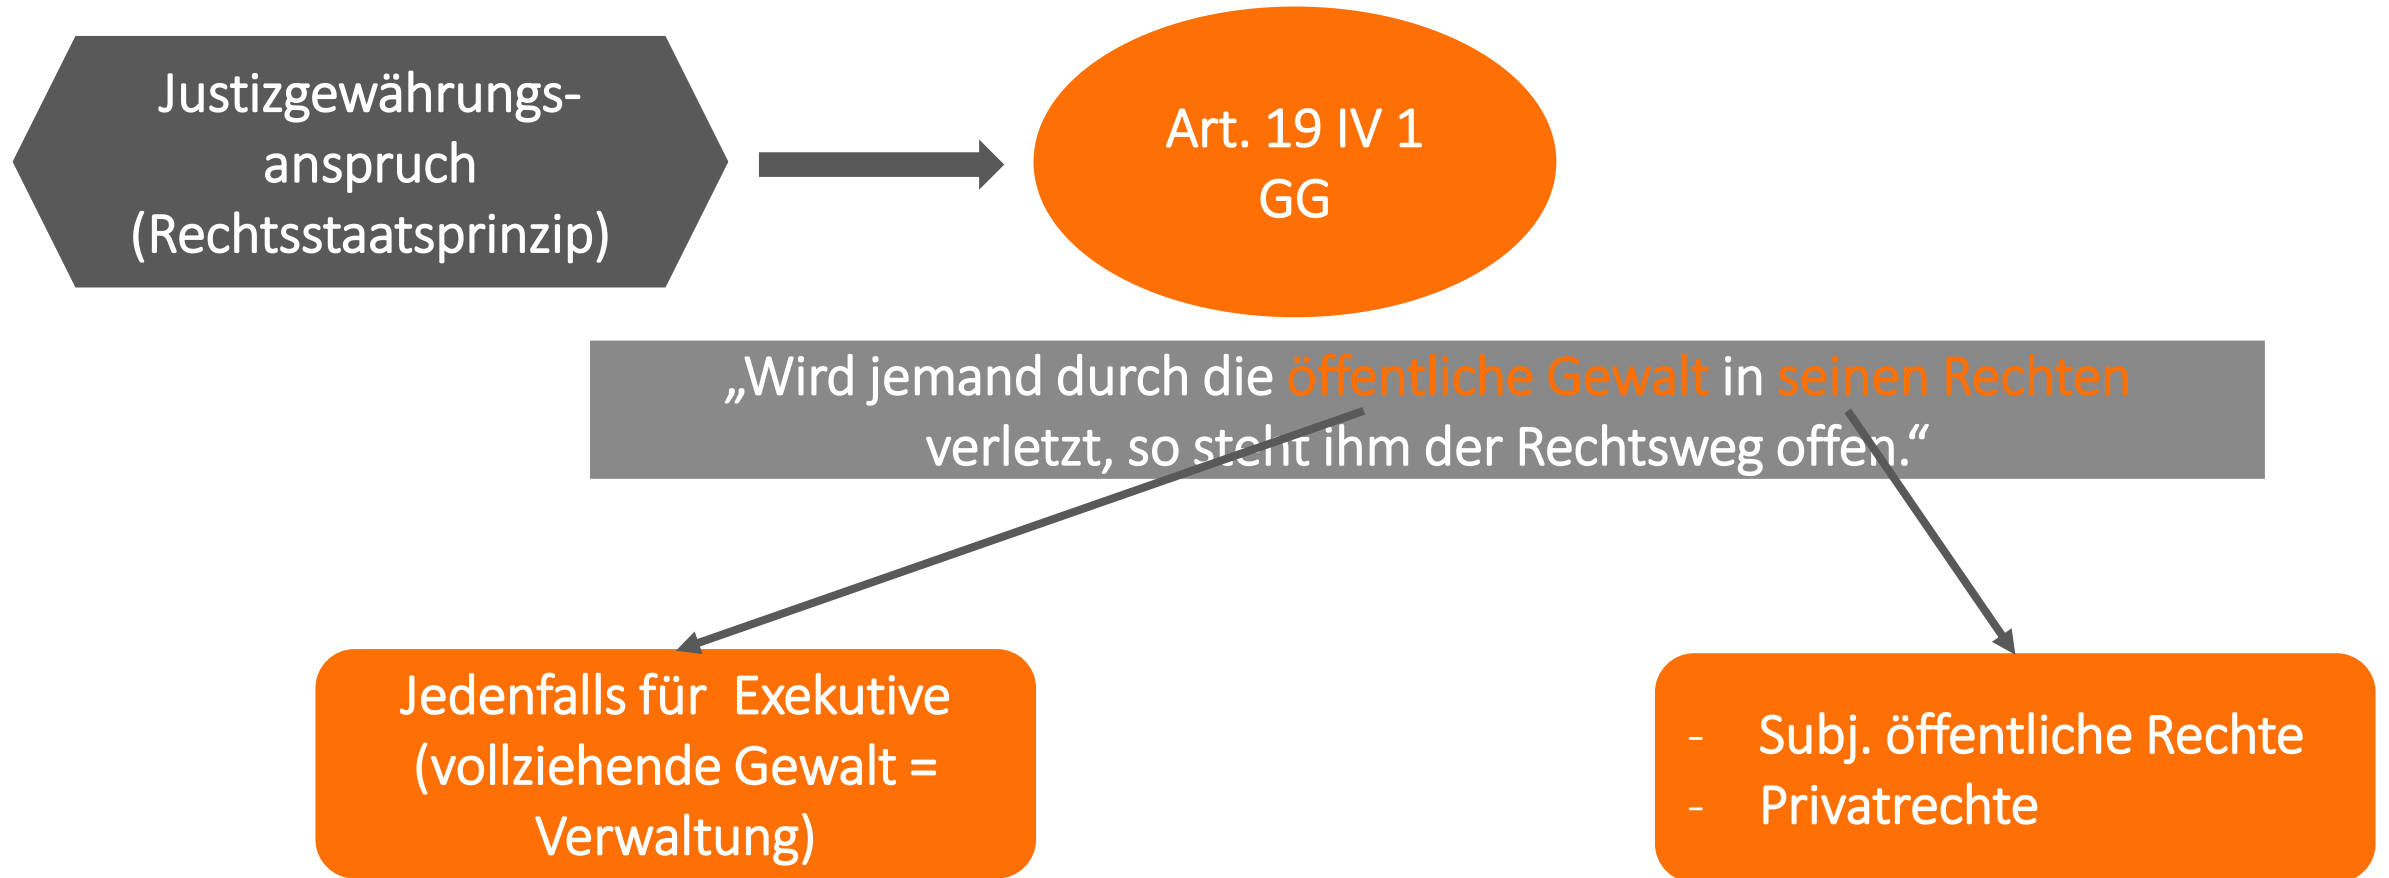 Justizgewährungs-
anspruch
(Rechtsstaatsprinzip)
Art. 19 IV 1
GG
„Wird jemand durch die öffentliche Gewalt in seinen Rechten
verletzt, so steht ihm der Rechtsweg offen.“
Jedenfalls für  Exekutive
(vollziehende Gewalt =
Verwaltung)
- Subj. öffentliche Rechte
- Privatrechte